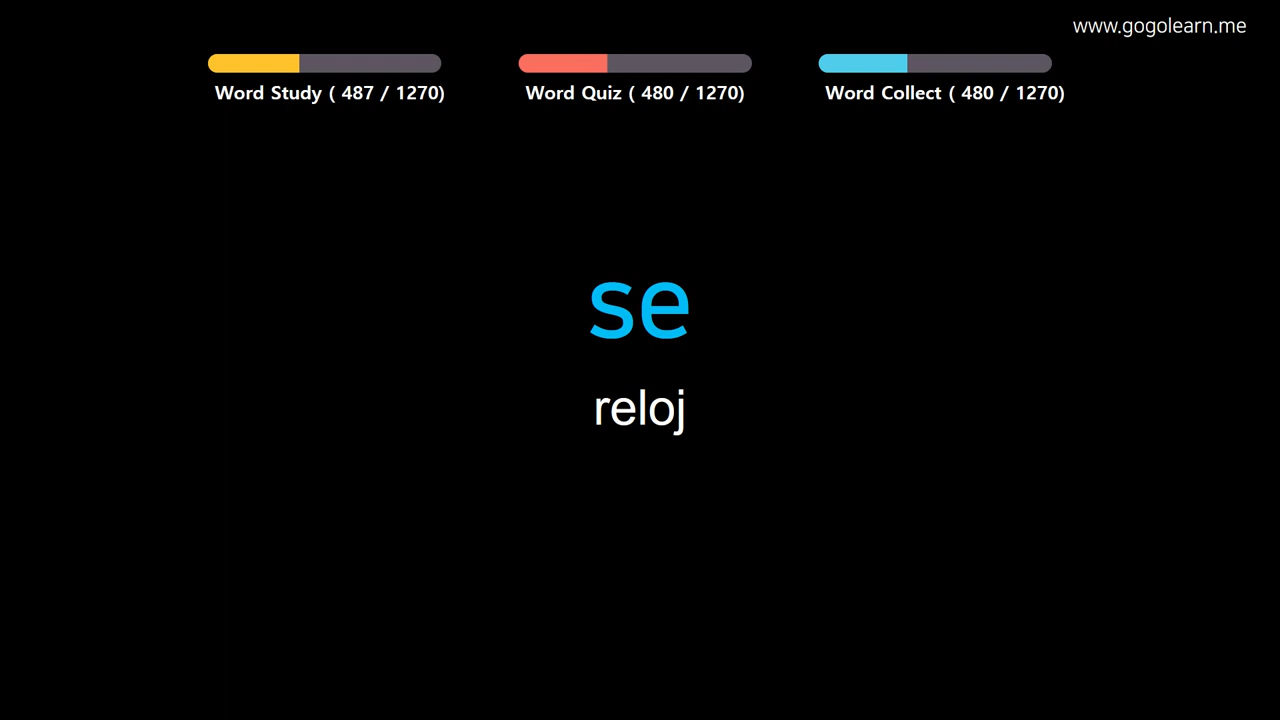 www.gogolearn.me
Word Study ( 487 / 1270)
Word Quiz ( 480 / 1270)
Word Collect ( 480 / 1270)
se
reloj